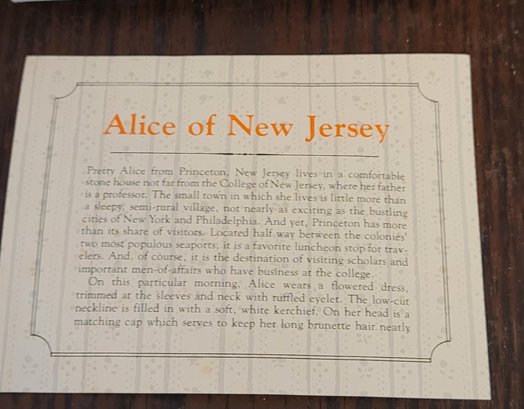 Alice of New Jersey
Pretty Alice from Princeton, New Jersey lives in a comfortable
stone house not far from the College of New Jersey, where her father
is a professor. The small town in which she lives is little more than
a sleepy, semi-rural village, not nearly as exciting as the bustling
cities of New York and Philadelphia. And yet, Princeton has more
than its share of visitors. Located half way between the colonies'
two most populous seaports, it is a favorite luncheon stop for trav-
elers. And, of course, it is the destination of visiting scholars and
important men-of-affairs who have business at the college.
On this particular morning, Alice wears a flowered dress,
trimmed at the sleeves and neck with ruffled eyelet. The low-cut
neckline is filled in with a soft, white kerchief. On her head is a
matching cap which serves to keep her long brunette hair neatly